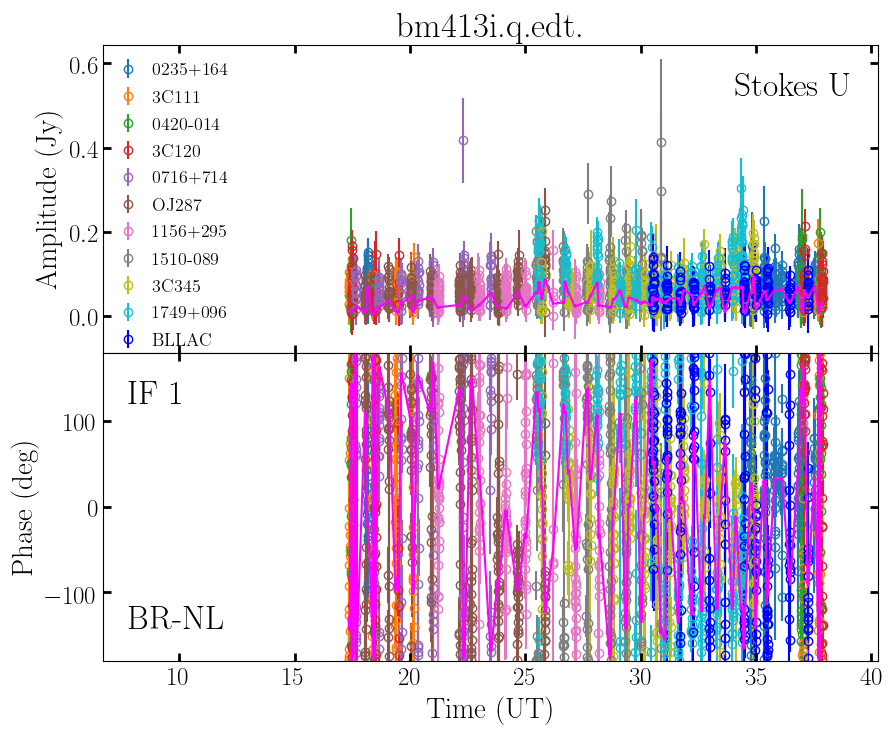 bm413i.q.edt.
Stokes U
Amplitude (Jy)
0.6
0.4
0.2
0.0
0235+164
3C111
0420-014
3C120
0716+714
OJ287
1156+295
1510-089
3C345
1749+096
BLLAC
IF 1
BR-NL
Phase (deg)
100
0
−100
10 15 20 25 30 35 40
Time (UT)